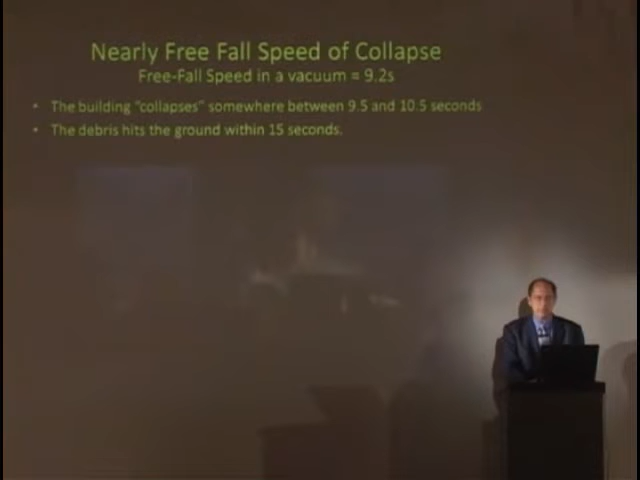 Nearly Free Fall Speed of Collapse
Free-Fall Speed in a vacuum = 9.2s
• The building "collapses" somewhere between 9.5 and 10.5 seconds
• The debris hits the ground within 15 seconds.